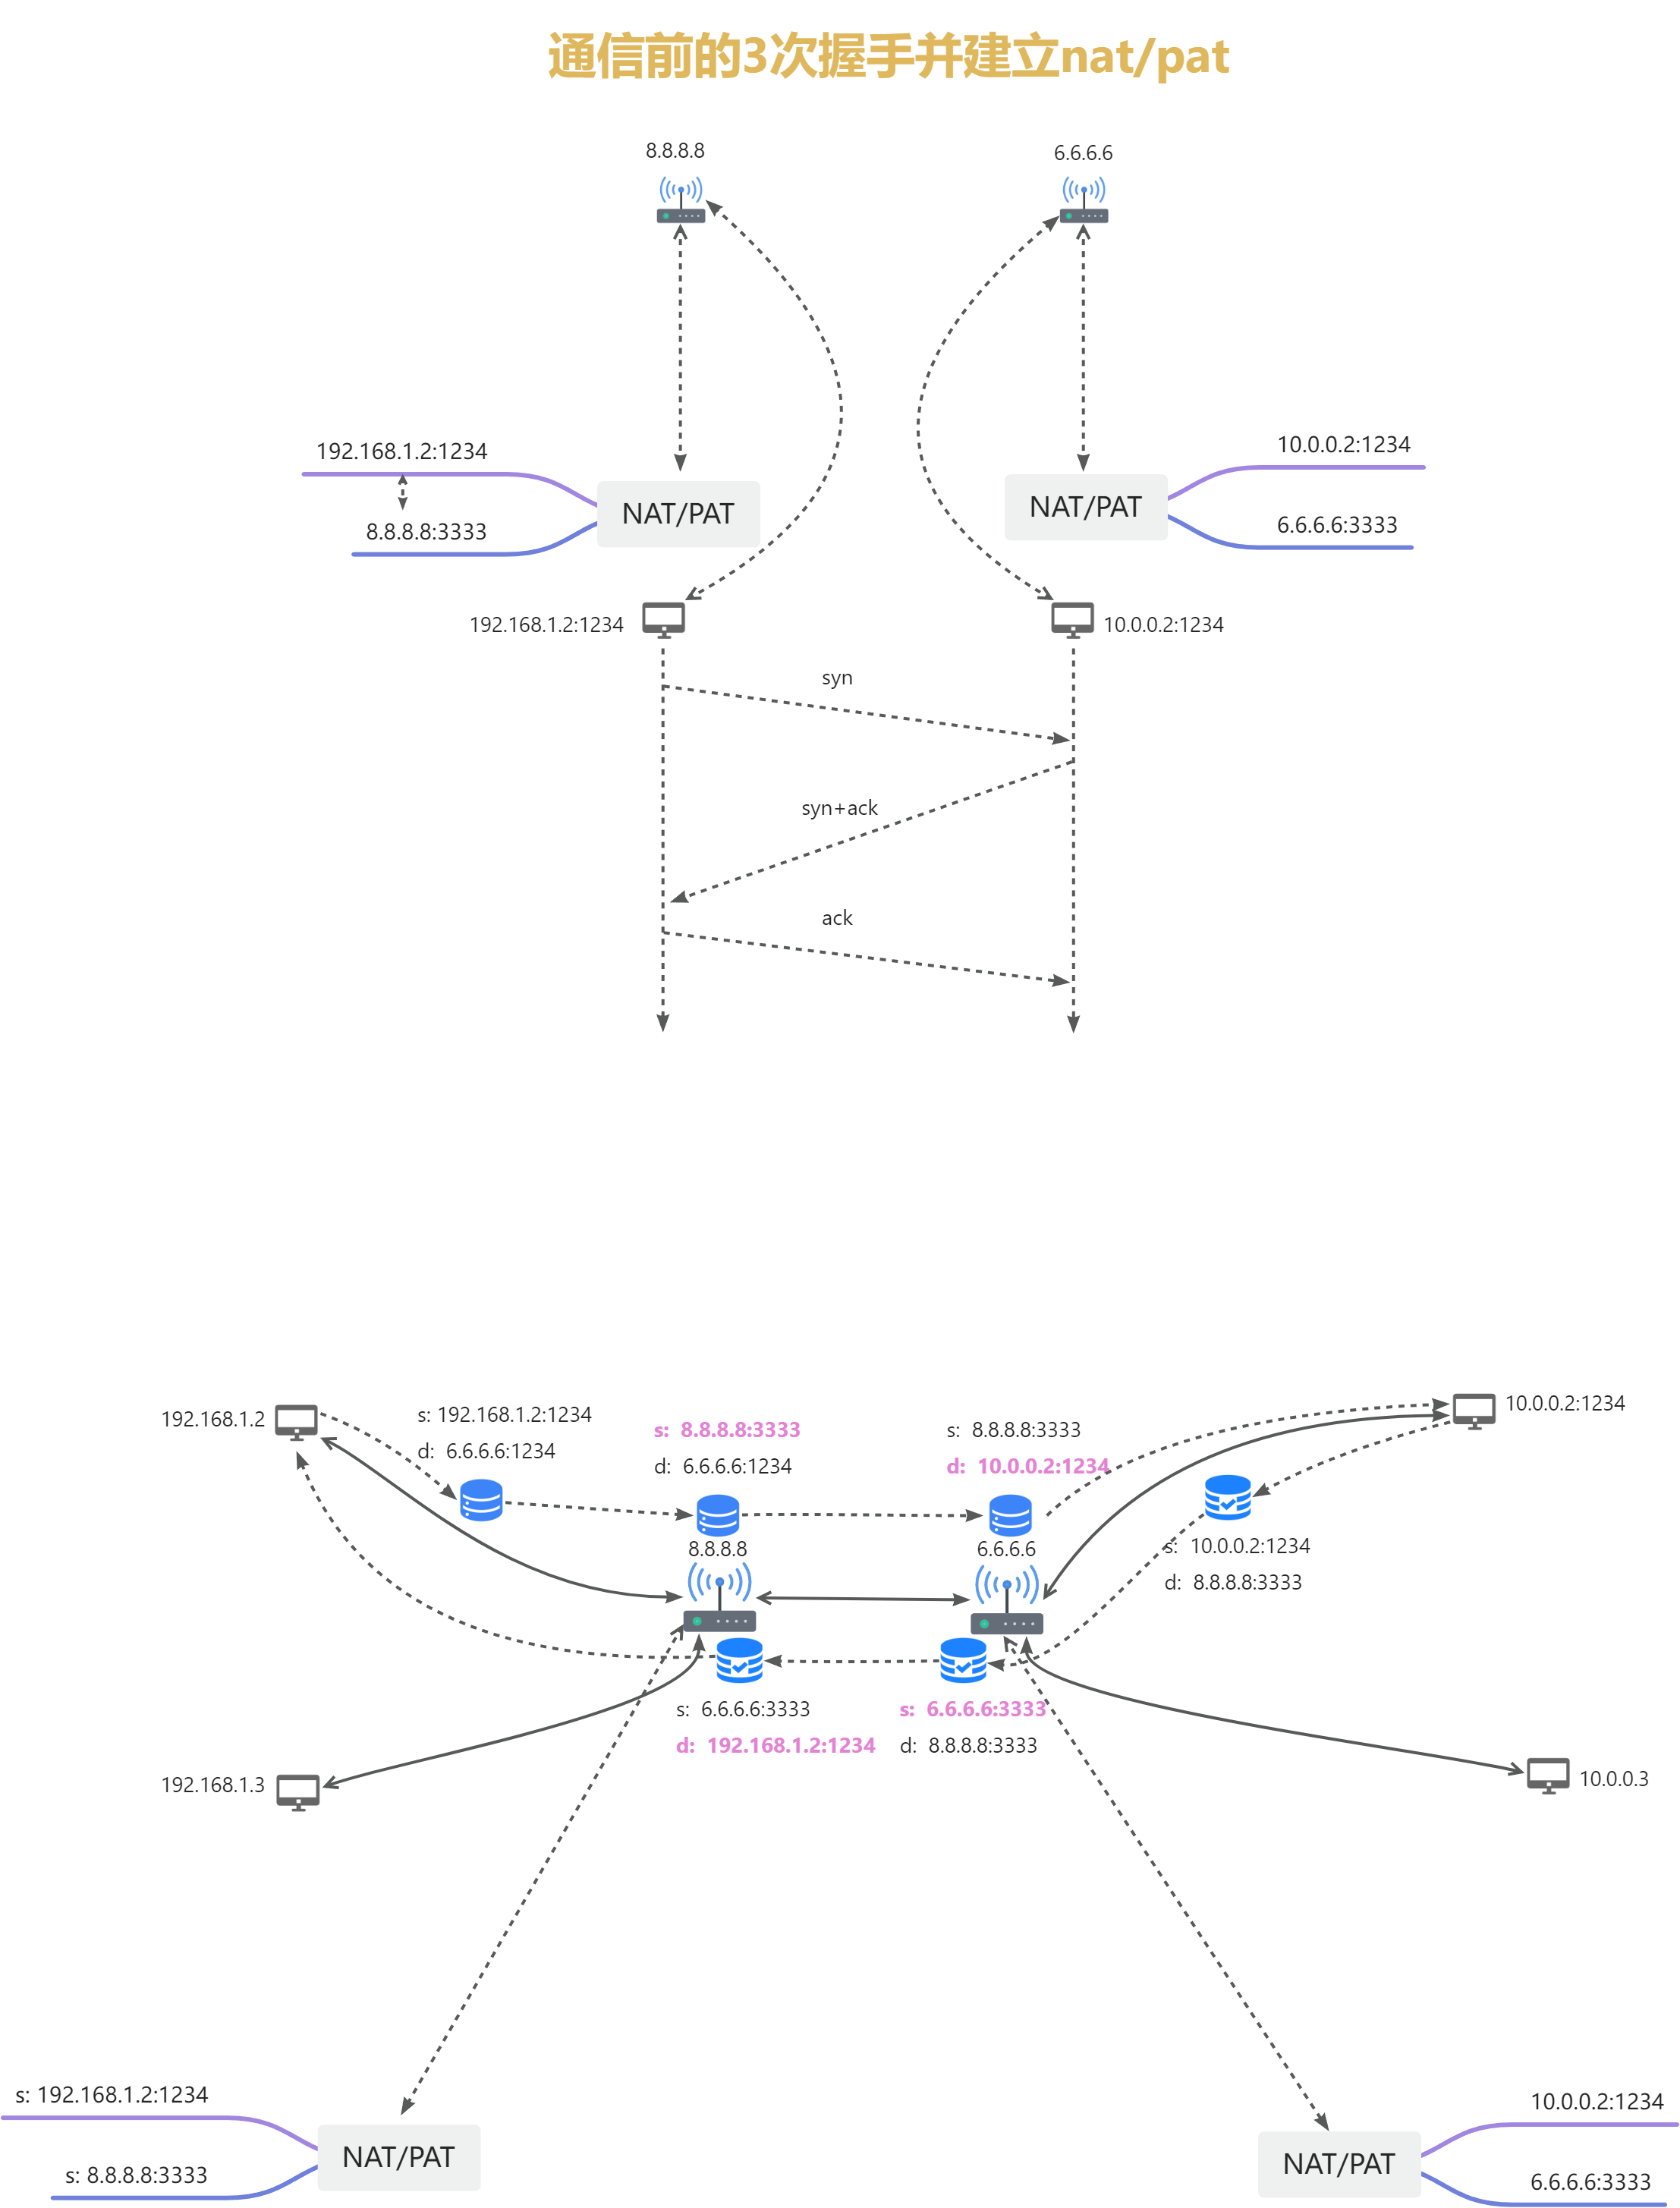 通信前的3次握手并建立nat/pat
8.8.8.8
6.6.6.6
192.168.1.2:1234
8.8.8.8:3333
NAT/PAT
NAT/PAT
10.0.0.2:1234
6.6.6.6:3333
192.168.1.2:1234
10.0.0.2:1234
syn
syn+ack
ack
192.168.1.2
s: 192.168.1.2:1234
d: 6.6.6.6:1234
s: 8.8.8.8:3333
d: 6.6.6.6:1234
s: 8.8.8.8:3333
d: 10.0.0.2:1234
10.0.0.2:1234
8.8.8.8
6.6.6.6
s: 10.0.0.2:1234
d: 8.8.8.8:3333
s: 6.6.6.6:3333
d: 192.168.1.2:1234
s: 6.6.6.6:3333
d: 8.8.8.8:3333
192.168.1.3
10.0.0.3
s: 192.168.1.2:1234
s: 8.8.8.8:3333
NAT/PAT
NAT/PAT
10.0.0.2:1234
6.6.6.6:3333